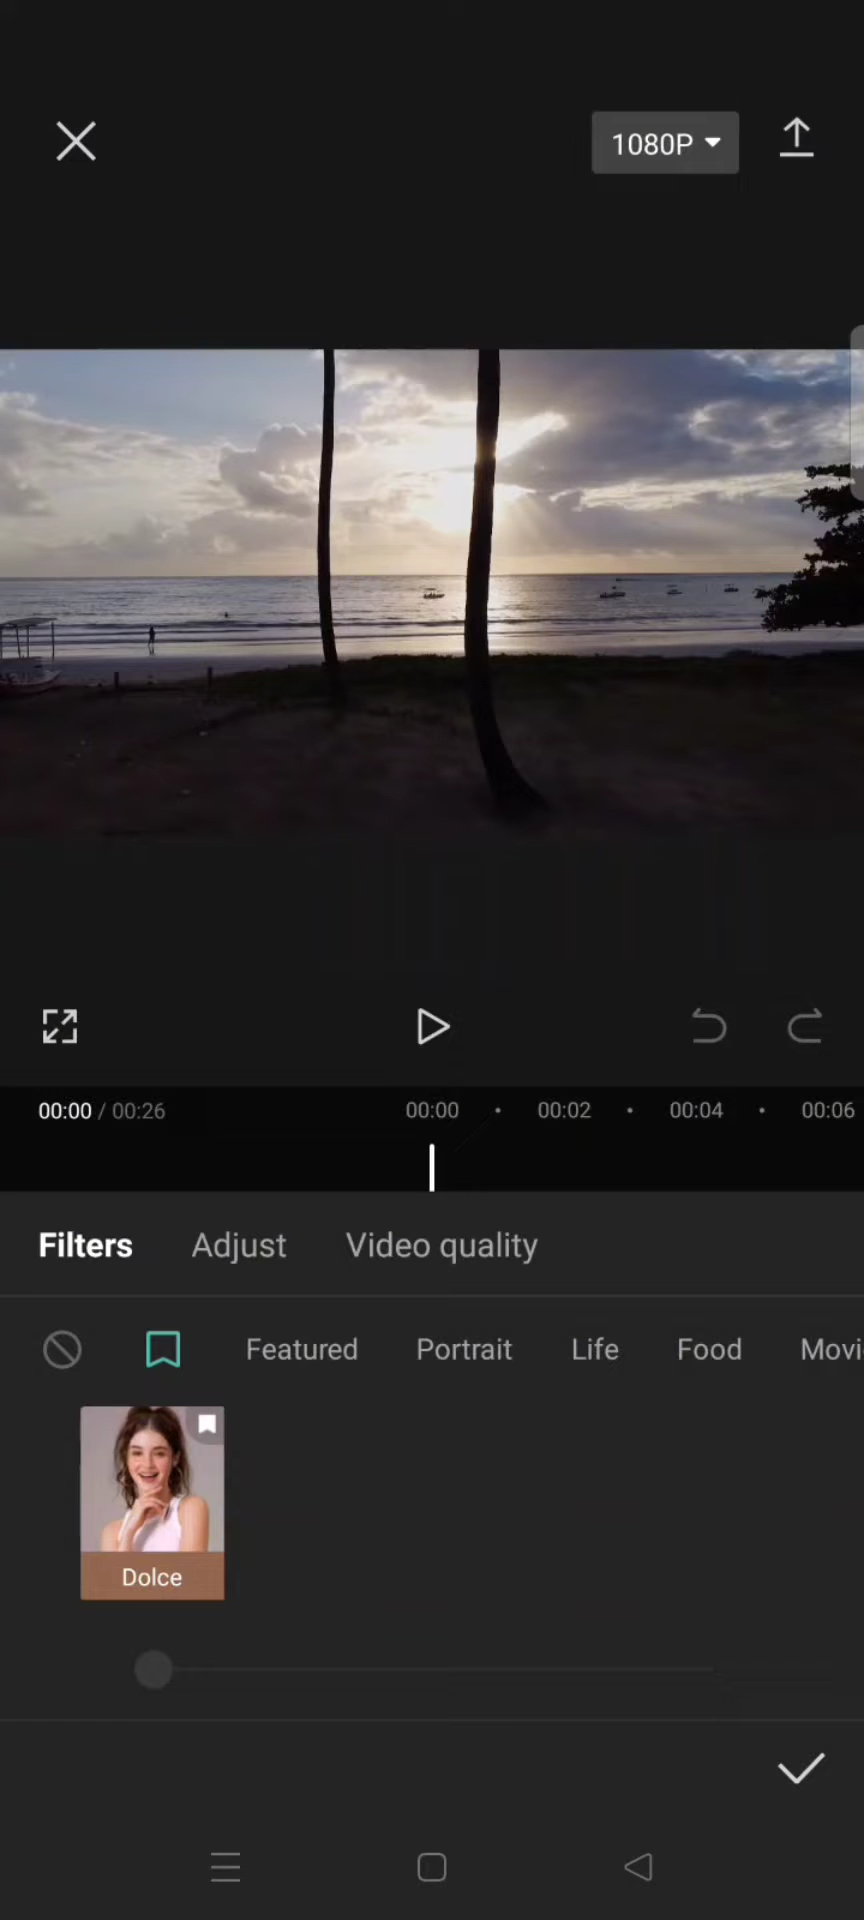 1080P
00:00 / 00:26 00:00 00:02 00:04 00:06
Filters Adjust Video quality
Featured Portrait Life Food Movi
Dolce